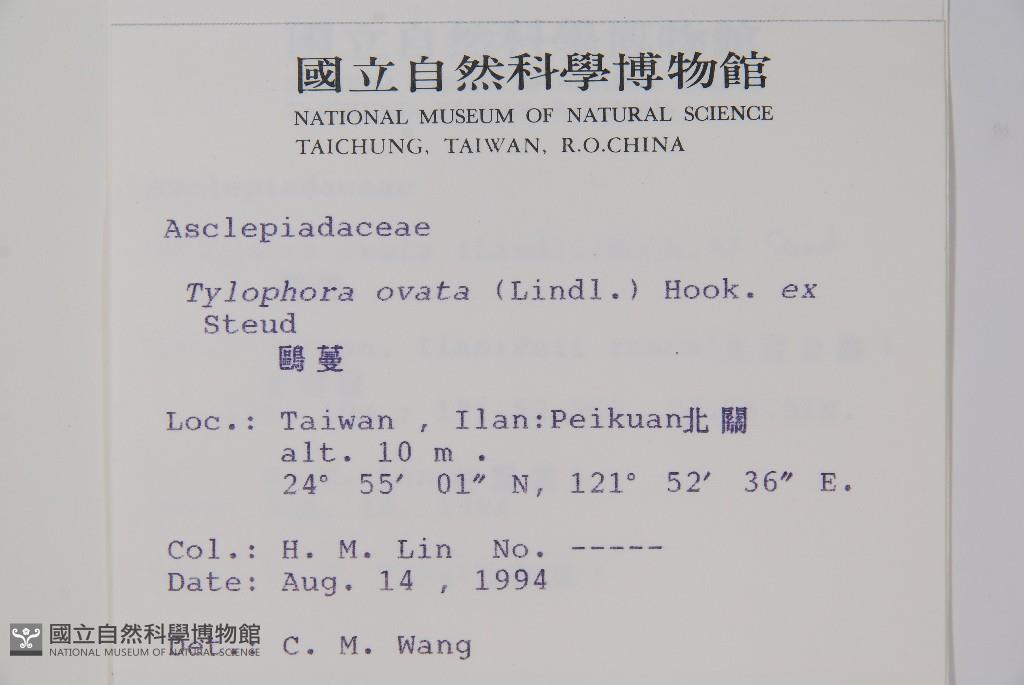 國立自然科學博物館
NATIONAL MUSEUM OF NATURAL SCIENCE
TAICHUNG, TAIWAN, R.O.CHINA
Asclepiadaceae
Tylophora ovata (Lindl.) Hook. ex
Steud
鷗蔓
Loc.: Taiwan , Ilan:Peikuan北關
alt. 10 m .
24° 55′ 01″ N, 121° 52′ 36″ E.
Col.: H. M. Lin No. -----
Date: Aug. 14 , 1994
Det.: C. M. Wang
國立自然科學博物館
NATIONAL MUSEUM OF NATURAL SCIENCE